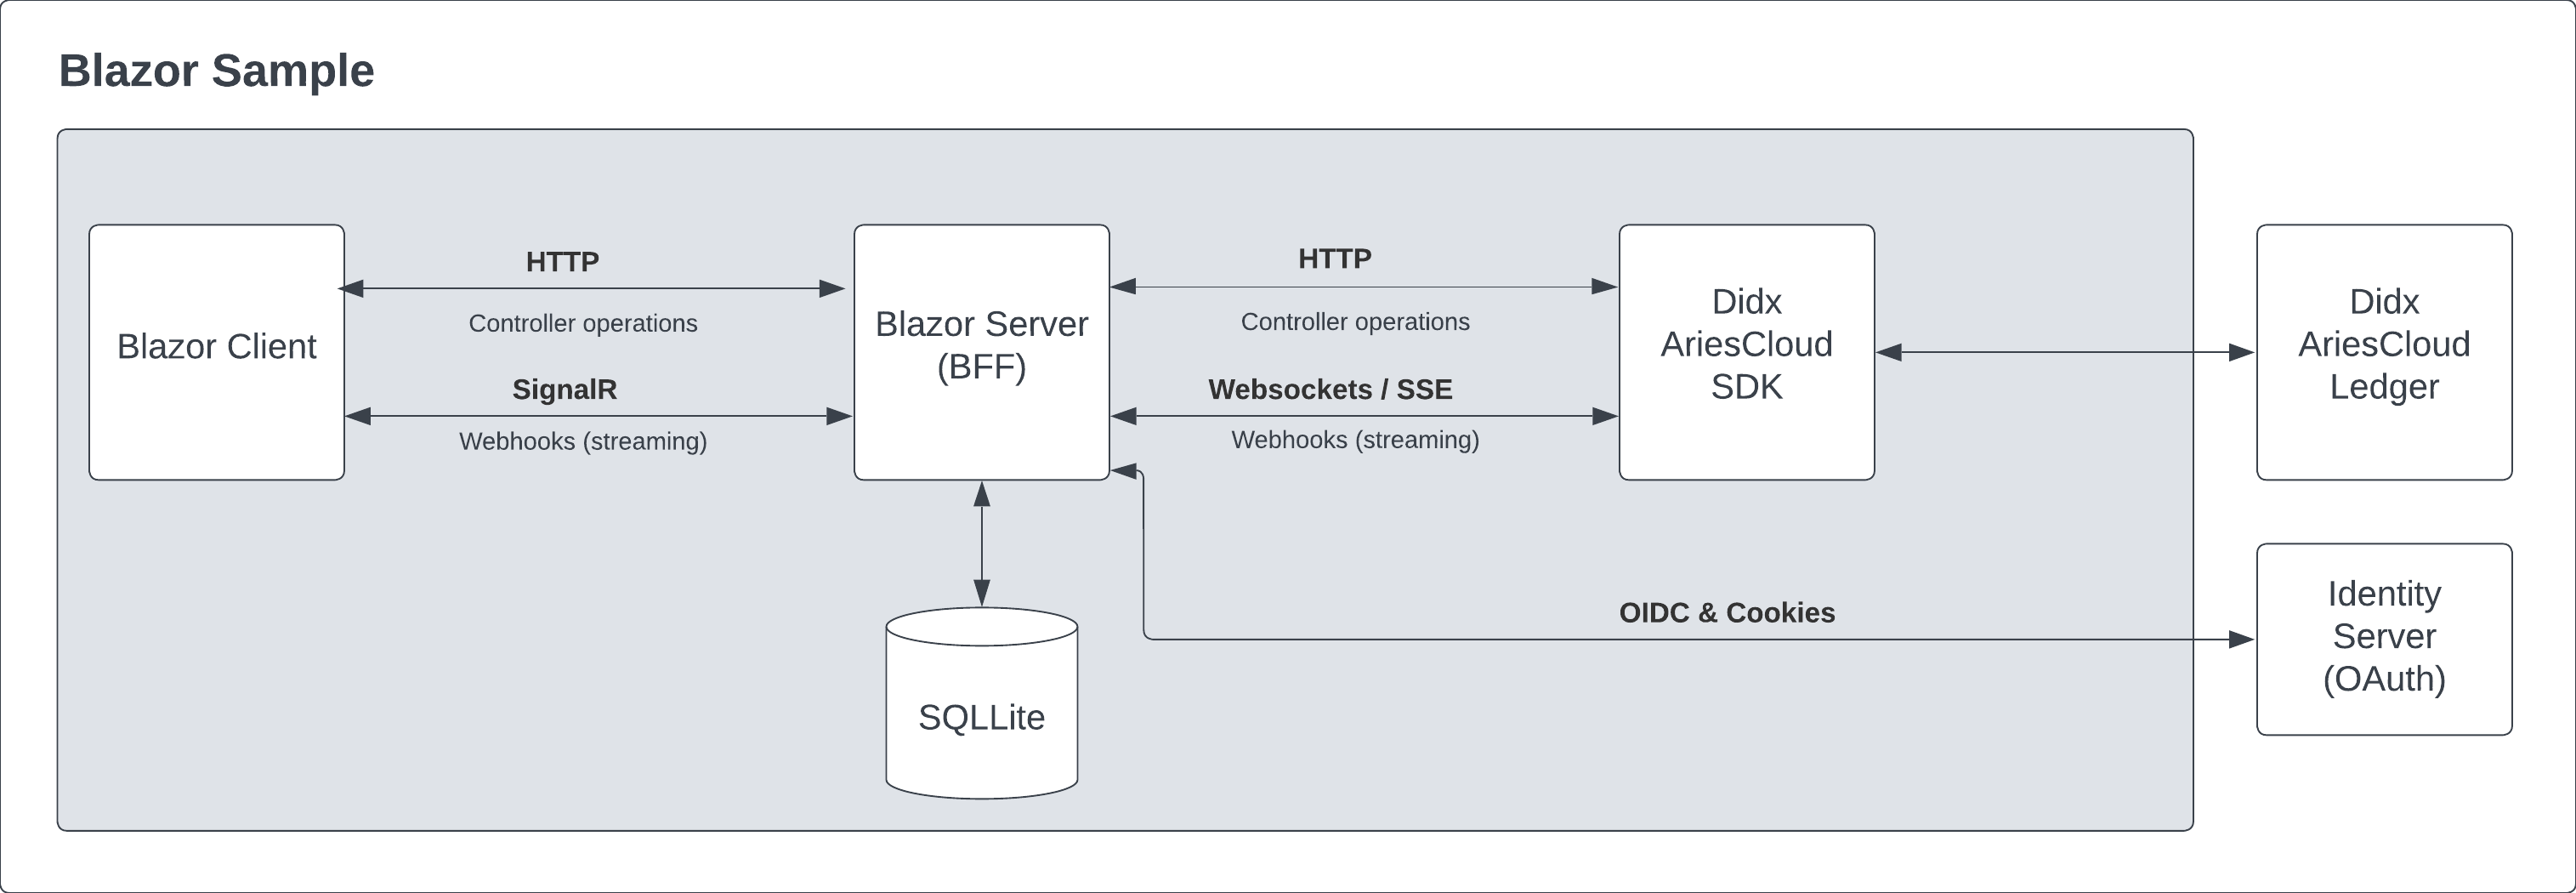 Blazor Sample
Blazor Client
HTTP
Controller operations
SignalR
Webhooks (streaming)
Blazor Server
(BFF)
HTTP
Controller operations
Websockets / SSE
Webhooks (streaming)
Didx
AriesCloud
SDK
Didx
AriesCloud
Ledger
SQLLite
OIDC & Cookies
Identity
Server
(OAuth)